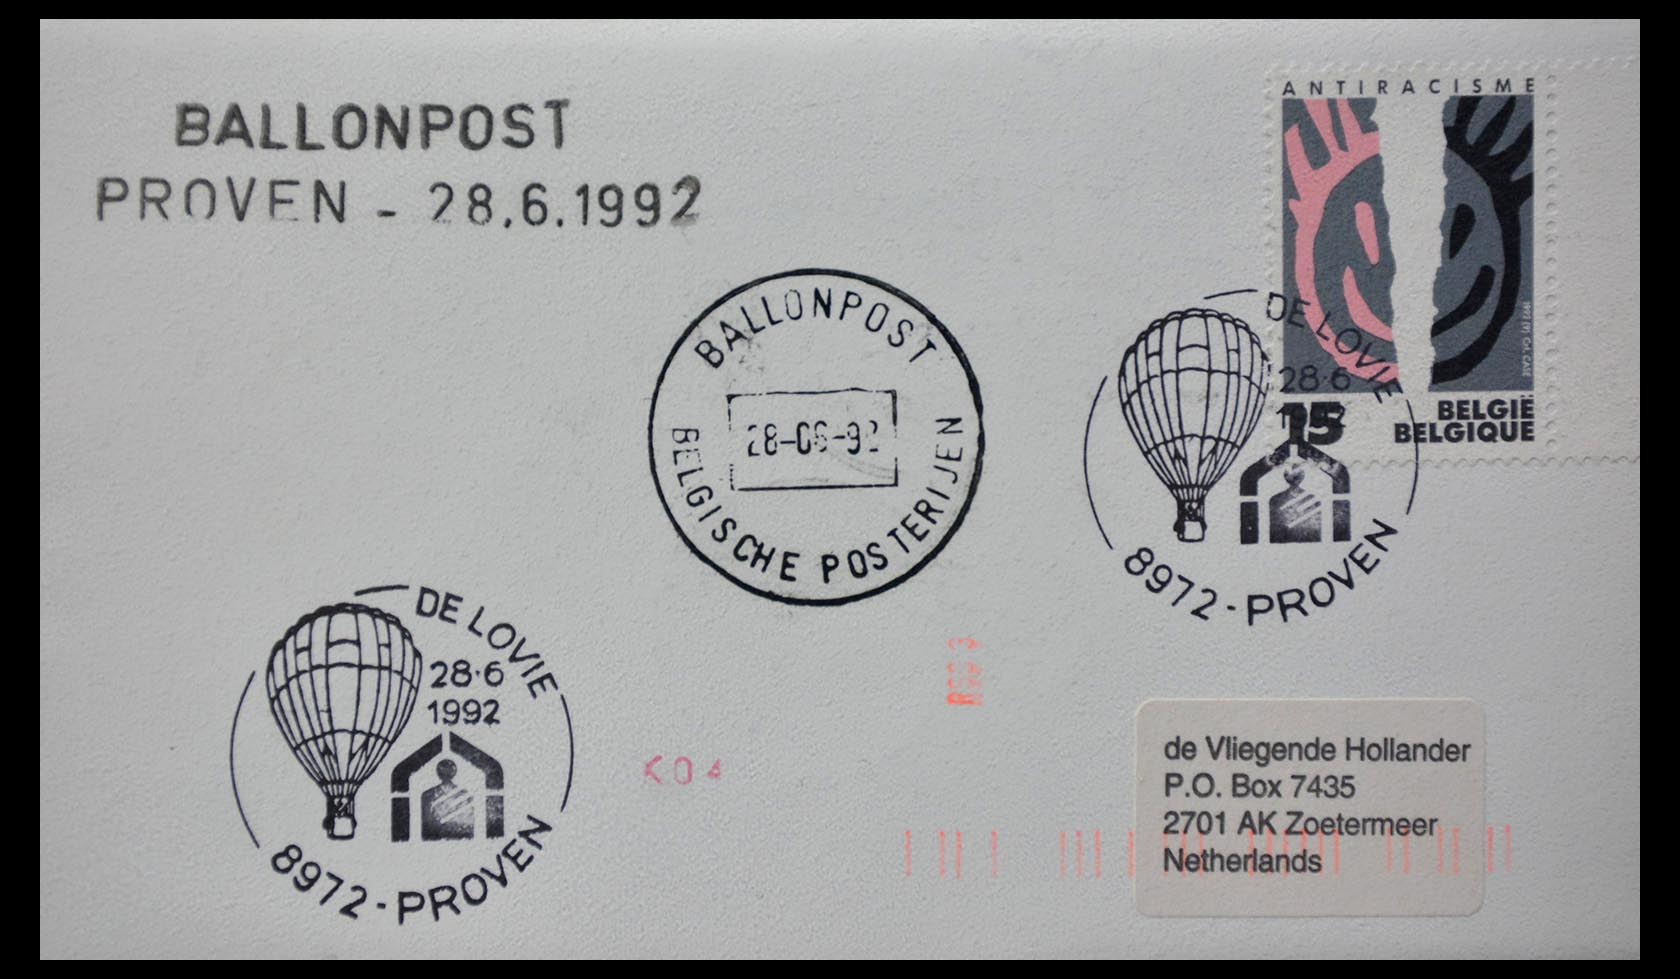 BALLONPOST
PROVEN - 28.6.1992
ANTIRACISME
15
BELGIË
BELGIQUE
BALLONPOST
28-06-92
BELGISCHE POSTERIJEN
DE LOVIE
28·6
1992
8972-PROVEN
DE LOVIE
28·6
1992
8972-PROVEN
K04
de Vliegende Hollander
P.O. Box 7435
2701 AK Zoetermeer
Netherlands